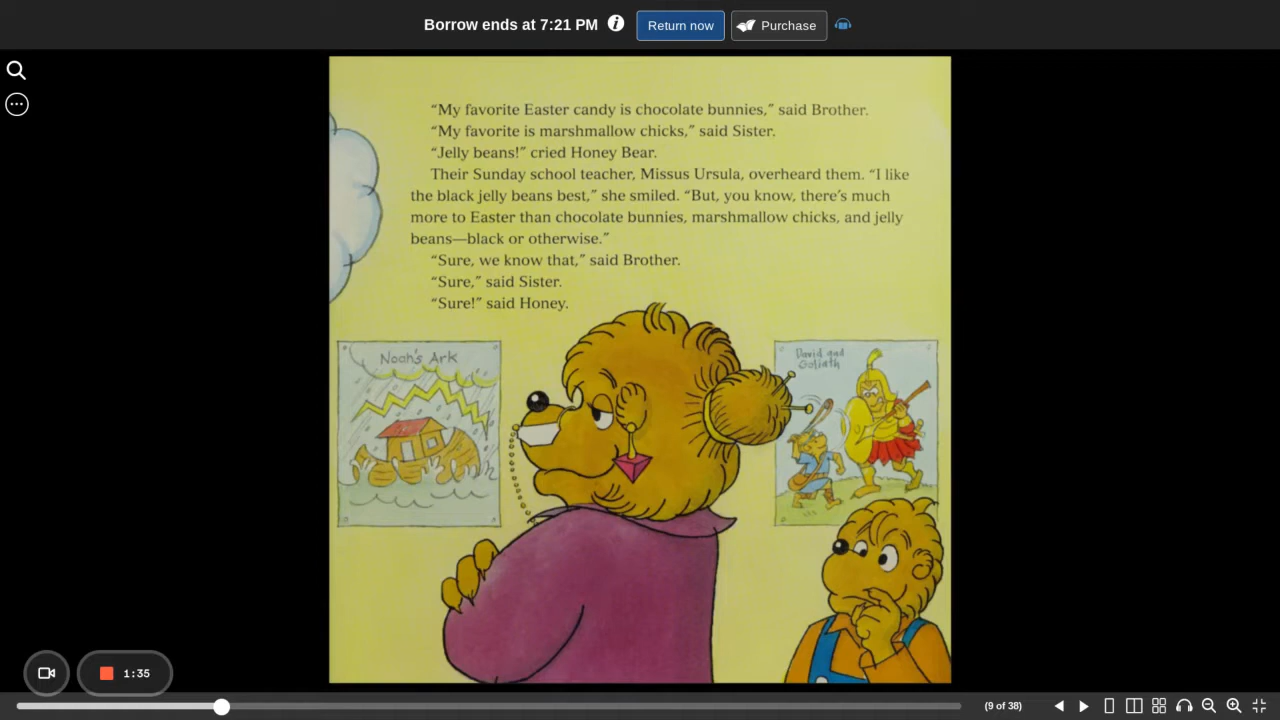 Borrow ends at 7:21 PM
Return now
Purchase
“My favorite Easter candy is chocolate bunnies,” said Brother.
“My favorite is marshmallow chicks,” said Sister.
“Jelly beans!” cried Honey Bear.
Their Sunday school teacher, Missus Ursula, overheard them. “I like
the black jelly beans best,” she smiled. “But, you know, there’s much
more to Easter than chocolate bunnies, marshmallow chicks, and jelly
beans—black or otherwise.”
“Sure, we know that,” said Brother.
“Sure,” said Sister.
“Sure!” said Honey.
Noah's Ark
David and
Goliath
1:35
(9 of 38)